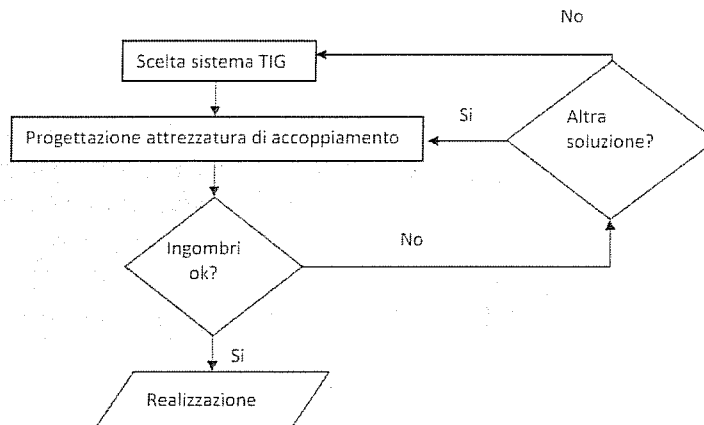 No
Scelta sistema TIG
Si
Altra
soluzione?
Progettazione attrezzatura di accoppiamento
Ingombri
ok?
No
Si
Realizzazione